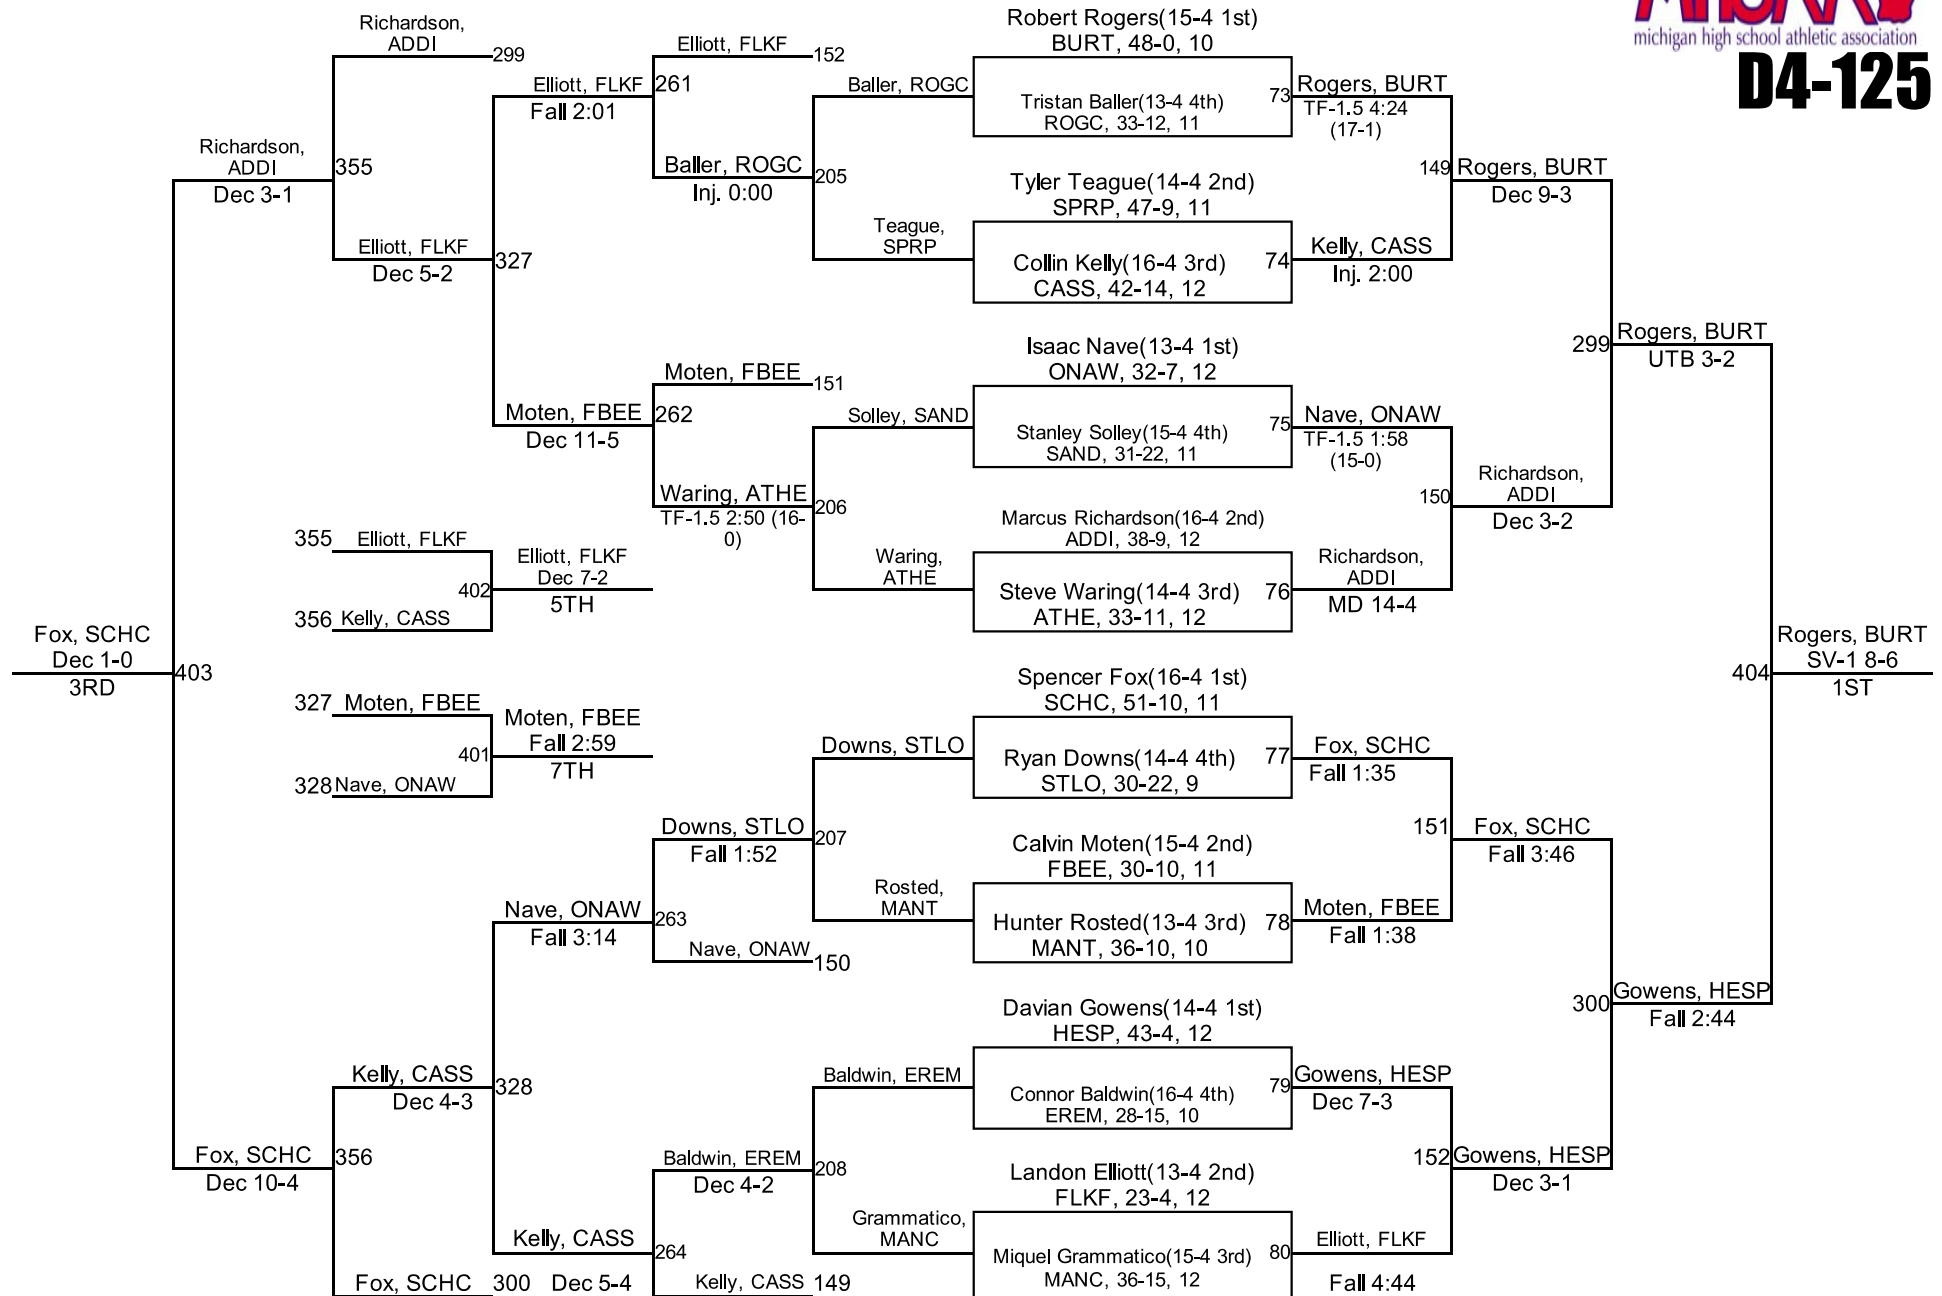 MHSAA
michigan high school athletic association
D4-125
Richardson,
ADDI
299
Richardson,
ADDI
Dec 3-1
355
Elliott, FLKF
Dec 5-2
327
Elliott, FLKF
Fall 2:01
261
Elliott, FLKF
152
Baller, ROGC
Inj. 0:00
205
Baller, ROGC
Teague,
SPRP
Moten, FBEE
Dec 11-5
262
Moten, FBEE
151
Waring, ATHE
TF-1.5 2:50 (16-
0)
206
Solley, SAND
Waring,
ATHE
355
Elliott, FLKF
402
356
Kelly, CASS
Elliott, FLKF
Dec 7-2
5TH
Fox, SCHC
Dec 1-0
3RD
403
327
Moten, FBEE
401
328
Nave, ONAW
Moten, FBEE
Fall 2:59
7TH
Downs, STLO
Downs, STLO
Fall 1:52
207
Rosted,
MANT
Nave, ONAW
Fall 3:14
263
Nave, ONAW
150
Kelly, CASS
Dec 4-3
328
Baldwin, EREM
Baldwin, EREM
Dec 4-2
208
Grammatico,
MANC
Fox, SCHC
Dec 10-4
356
Kelly, CASS
Dec 5-4
264
Fox, SCHC
300
Kelly, CASS
149
Robert Rogers(15-4 1st)
BURT, 48-0, 10
Tristan Baller(13-4 4th)
ROGC, 33-12, 11
73
Rogers, BURT
TF-1.5 4:24
(17-1)
Tyler Teague(14-4 2nd)
SPRP, 47-9, 11
Collin Kelly(16-4 3rd)
CASS, 42-14, 12
74
Kelly, CASS
Inj. 2:00
149
Rogers, BURT
Dec 9-3
Isaac Nave(13-4 1st)
ONAW, 32-7, 12
Stanley Solley(15-4 4th)
SAND, 31-22, 11
75
Nave, ONAW
TF-1.5 1:58
(15-0)
Marcus Richardson(16-4 2nd)
ADDI, 38-9, 12
Steve Waring(14-4 3rd)
ATHE, 33-11, 12
76
Richardson,
ADDI
MD 14-4
150
Richardson,
ADDI
Dec 3-2
299
Rogers, BURT
UTB 3-2
Spencer Fox(16-4 1st)
SCHC, 51-10, 11
Ryan Downs(14-4 4th)
STLO, 30-22, 9
77
Fox, SCHC
Fall 1:35
Calvin Moten(15-4 2nd)
FBEE, 30-10, 11
Hunter Rosted(13-4 3rd)
MANT, 36-10, 10
78
Moten, FBEE
Fall 1:38
151
Fox, SCHC
Fall 3:46
Davian Gowens(14-4 1st)
HESP, 43-4, 12
Connor Baldwin(16-4 4th)
EREM, 28-15, 10
79
Gowens, HESP
Dec 7-3
Landon Elliott(13-4 2nd)
FLKF, 23-4, 12
Miquel Grammatico(15-4 3rd)
MANC, 36-15, 12
80
Elliott, FLKF
Fall 4:44
152
Gowens, HESP
Dec 3-1
300
Gowens, HESP
Fall 2:44
404
Rogers, BURT
SV-1 8-6
1ST